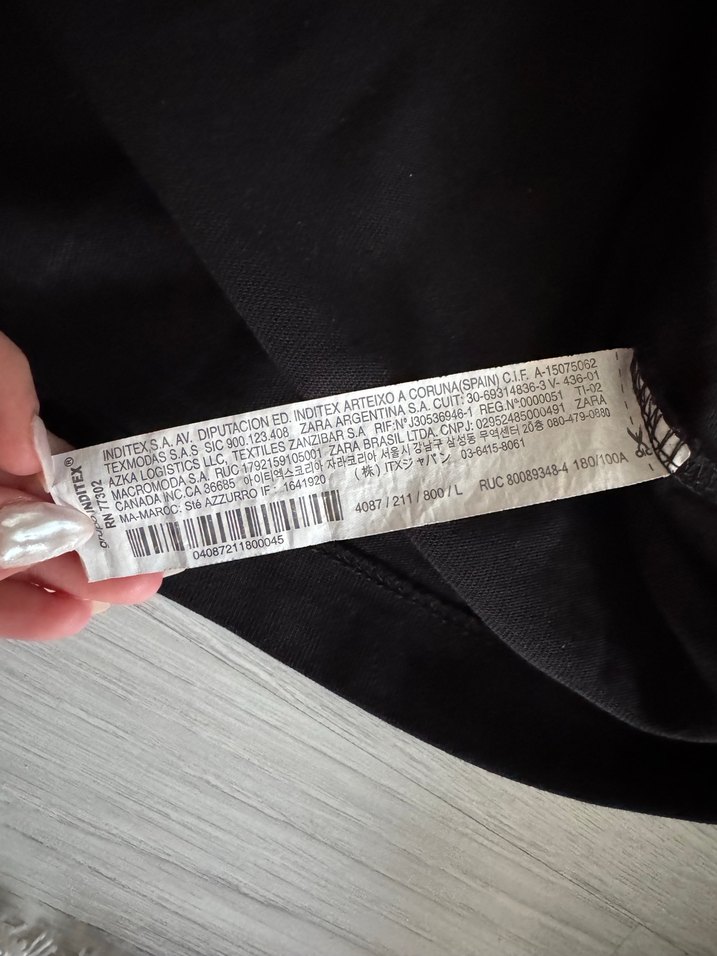 grupo INDITEX®
RN 77302
INDITEX,S.A. AV. DIPUTACION ED. INDITEX ARTEIXO A CORUNA(SPAIN) C.I.F. A-15075062
TEXMODAS S.A.S SIC 900.123.408, ZARA ARGENTINA S.A. CUIT: 30-69314836-3 V- 436-01
AZKA LOGISTICS LLC, TEXTILES ZANZIBAR S.A RIF:NºJ30536946-1 REG.Nº0000051 TI-02
MACROMODA S.A. RUC 1792159105001 ZARA BRASIL LTDA. CNPJ: 02952485000491 ZARA
CANADA INC.CA 36685 아이티엑스코리아 자라코리아 서울시 강남구 삼성동 무역센터 20층 080-479-0880
MA-MAROC: Sté AZZURRO IF: 1641920 (株) ITXジャパン 03-6415-8061
4087 / 211 / 800 / L RUC 80089348-4 180/100A
04087211800045